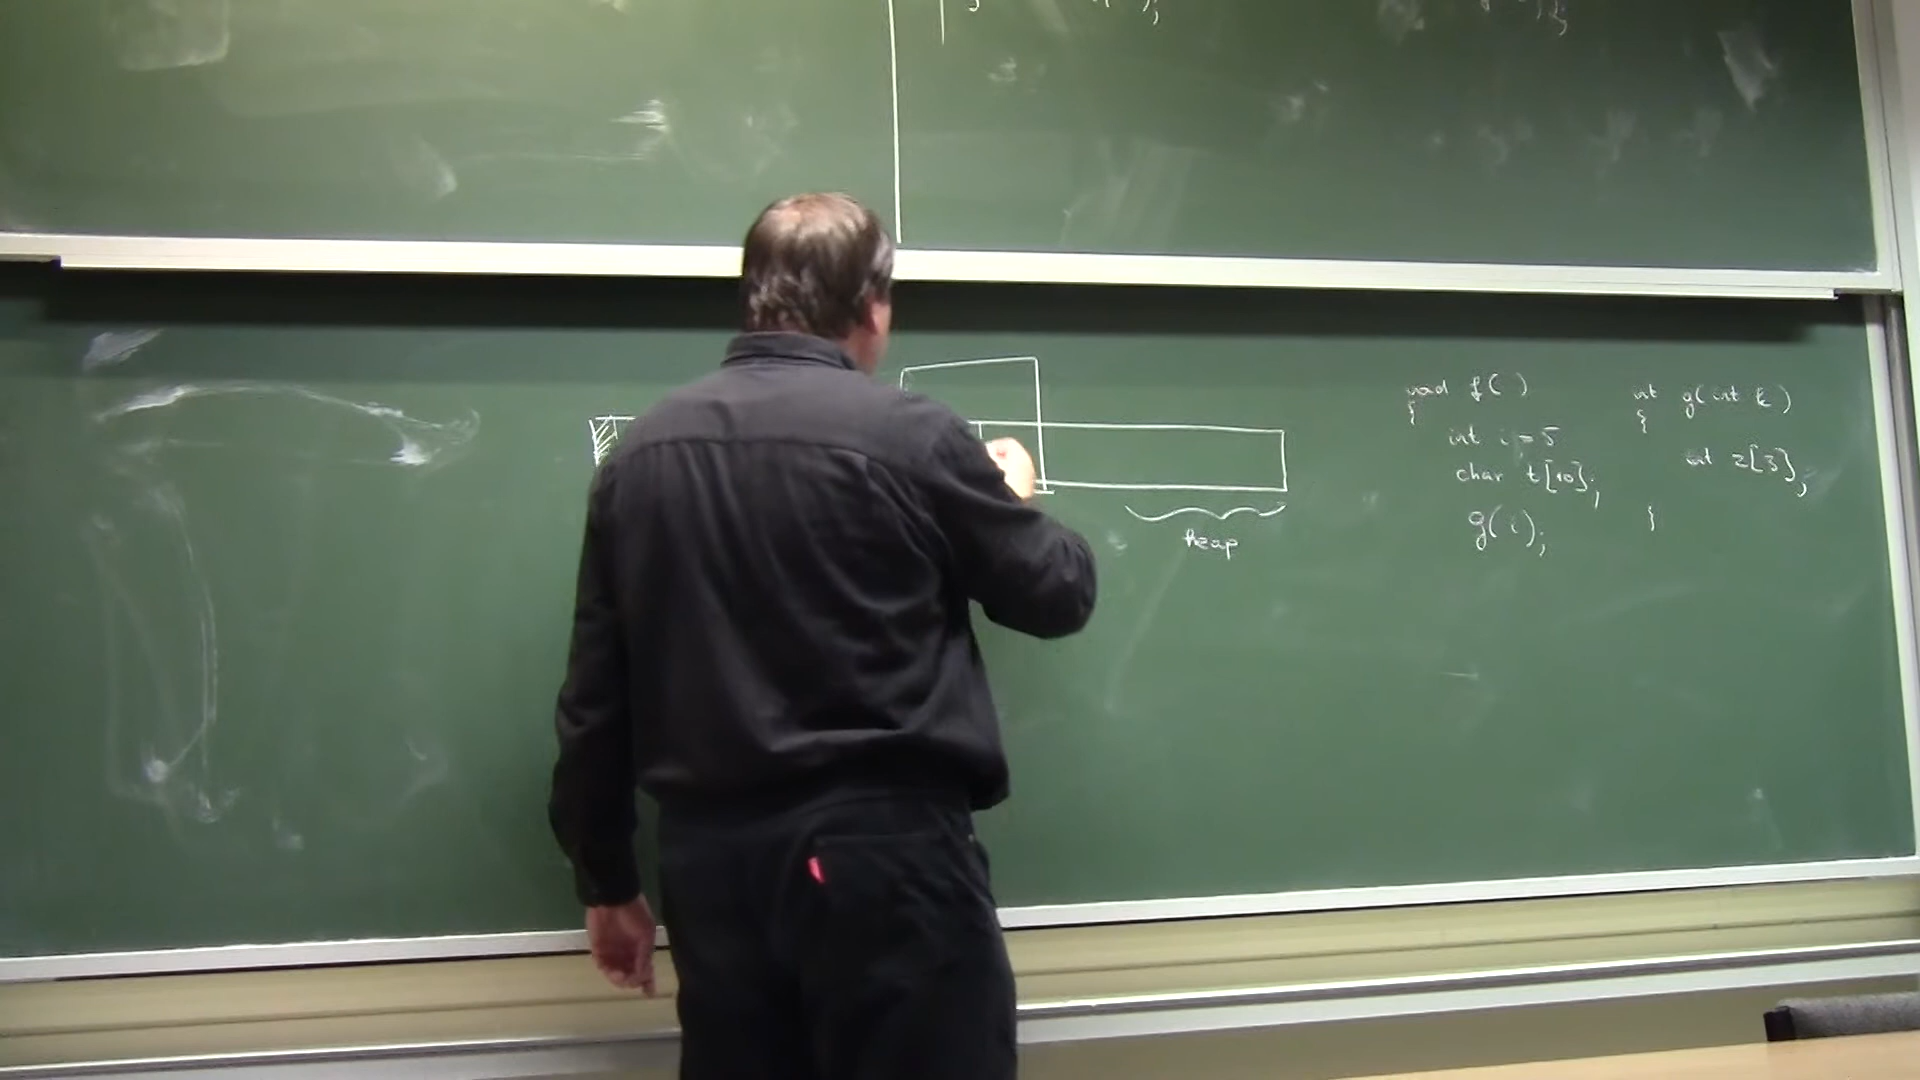 void f( )
{
int i = 5
char t[10];
g(i);
int g(int k)
{
int z[3];
}
heap